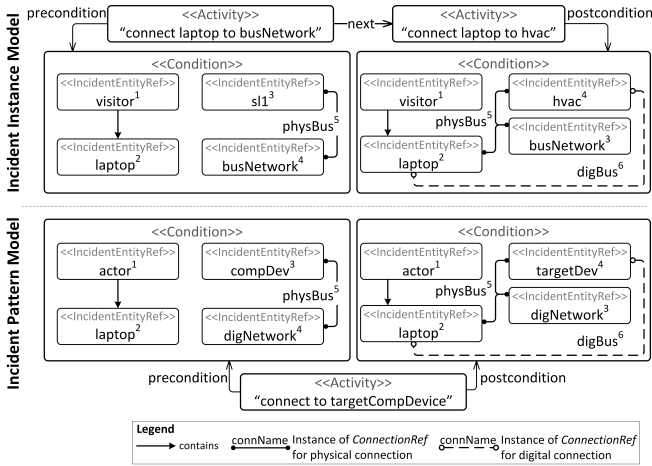 Incident Instance Model
precondition
<<Activity>>
“connect laptop to busNetwork”
next
<<Activity>>
“connect laptop to hvac”
postcondition
<<Condition>>
<<IncidentEntityRef>>
visitor1
<<IncidentEntityRef>>
sl13
physBus5
<<IncidentEntityRef>>
laptop2
<<IncidentEntityRef>>
busNetwork4
<<Condition>>
<<IncidentEntityRef>>
visitor1
<<IncidentEntityRef>>
hvac4
physBus5
<<IncidentEntityRef>>
busNetwork3
<<IncidentEntityRef>>
laptop2
digBus6
Incident Pattern Model
<<Condition>>
<<IncidentEntityRef>>
actor1
<<IncidentEntityRef>>
compDev3
physBus5
<<IncidentEntityRef>>
laptop2
<<IncidentEntityRef>>
digNetwork4
<<Condition>>
<<IncidentEntityRef>>
actor1
<<IncidentEntityRef>>
targetDev4
physBus5
<<IncidentEntityRef>>
digNetwork3
<<IncidentEntityRef>>
laptop2
digBus6
precondition
<<Activity>>
“connect to targetCompDevice”
postcondition
Legend
contains
connName
Instance of ConnectionRef
for physical connection
connName
Instance of ConnectionRef
for digital connection